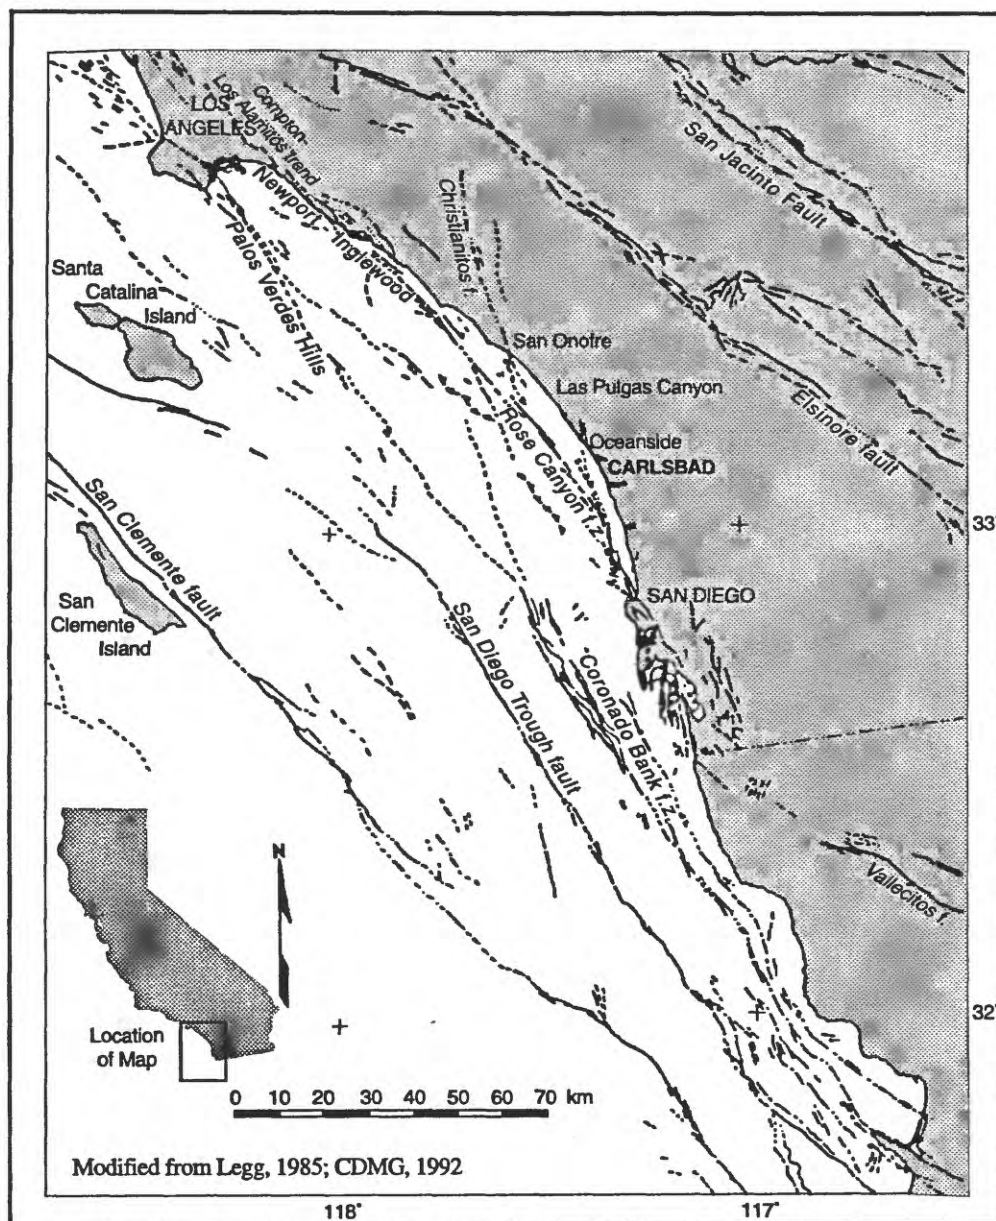 LOS
ANGELES
Compton-
Los Alamitos Trend
Newport - Inglewood
Palos Verdes Hills
Christianitos f.
San Jacinto Fault
Elsinore fault
Santa
Catalina
Island
San Onofre
Las Pulgas Canyon
Oceanside
CARLSBAD
Rose Canyon f.z.
33°
San Clemente fault
San
Clemente
Island
SAN DIEGO
San Diego Trough fault
Coronado Bank f.z.
Vallecitos f.
N
Location
of Map
32°
0 10 20 30 40 50 60 70 km
Modified from Legg, 1985; CDMG, 1992
118°
117°